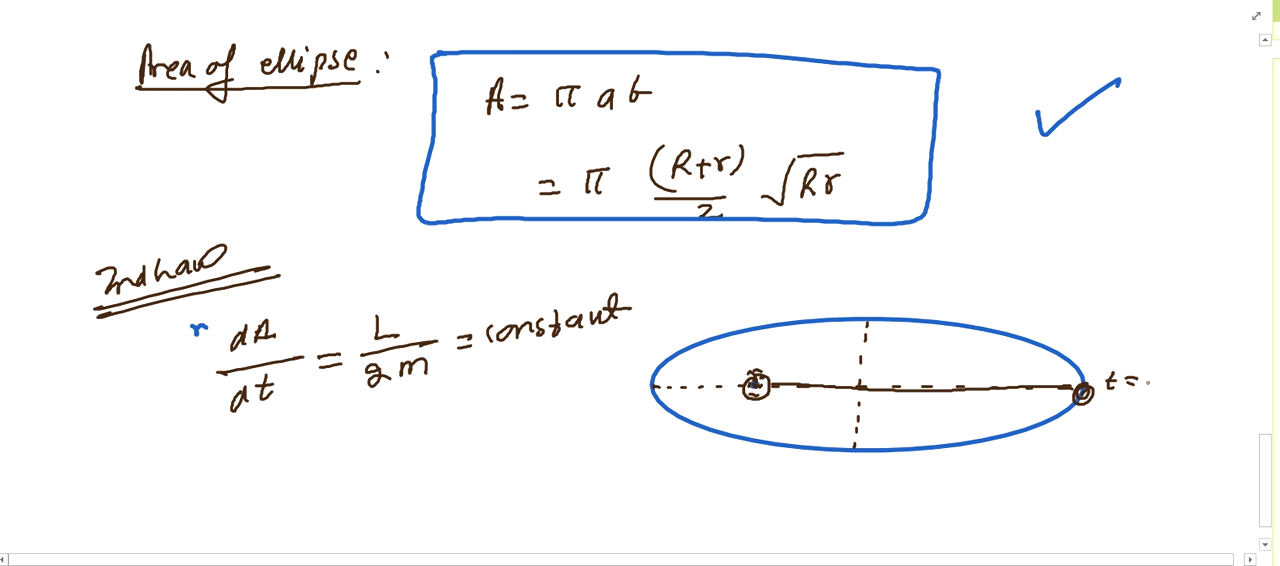 Area of ellipse :
A = π a b
= π (R+r)/2 √Rr
2nd Law
r
dA/dt = L/2m = constant
t =